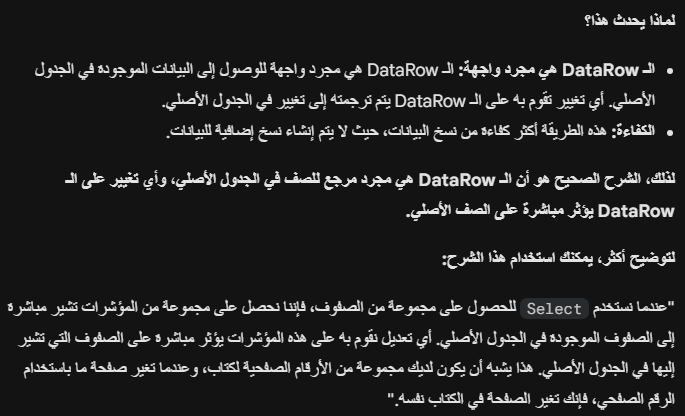 لماذا يحدث هذا؟
• الـ DataRow هي مجرد واجهة: الـ DataRow هي مجرد واجهة للوصول إلى البيانات الموجودة في الجدول
الأصلي. أي تغيير تقوم به على الـ DataRow يتم ترجمته إلى تغيير في الجدول الأصلي.
• الكفاءة: هذه الطريقة أكثر كفاءة من نسخ البيانات، حيث لا يتم إنشاء نسخ إضافية للبيانات.
لذلك، الشرح الصحيح هو أن الـ DataRow هي مجرد مرجع للصف في الجدول الأصلي، وأي تغيير على الـ
DataRow يؤثر مباشرة على الصف الأصلي.
لتوضيح أكثر، يمكنك استخدام هذا الشرح:
"عندما نستخدم Select للحصول على مجموعة من الصفوف، فإننا نحصل على مجموعة من المؤشرات تشير مباشرة
إلى الصفوف الموجودة في الجدول الأصلي. أي تعديل نقوم به على هذه المؤشرات يؤثر مباشرة على الصفوف التي تشير
إليها في الجدول الأصلي. هذا يشبه أن يكون لديك مجموعة من الأرقام الصفحية لكتاب، وعندما تغير صفحة ما باستخدام
الرقم الصفحي، فإنك تغير الصفحة في الكتاب نفسه."